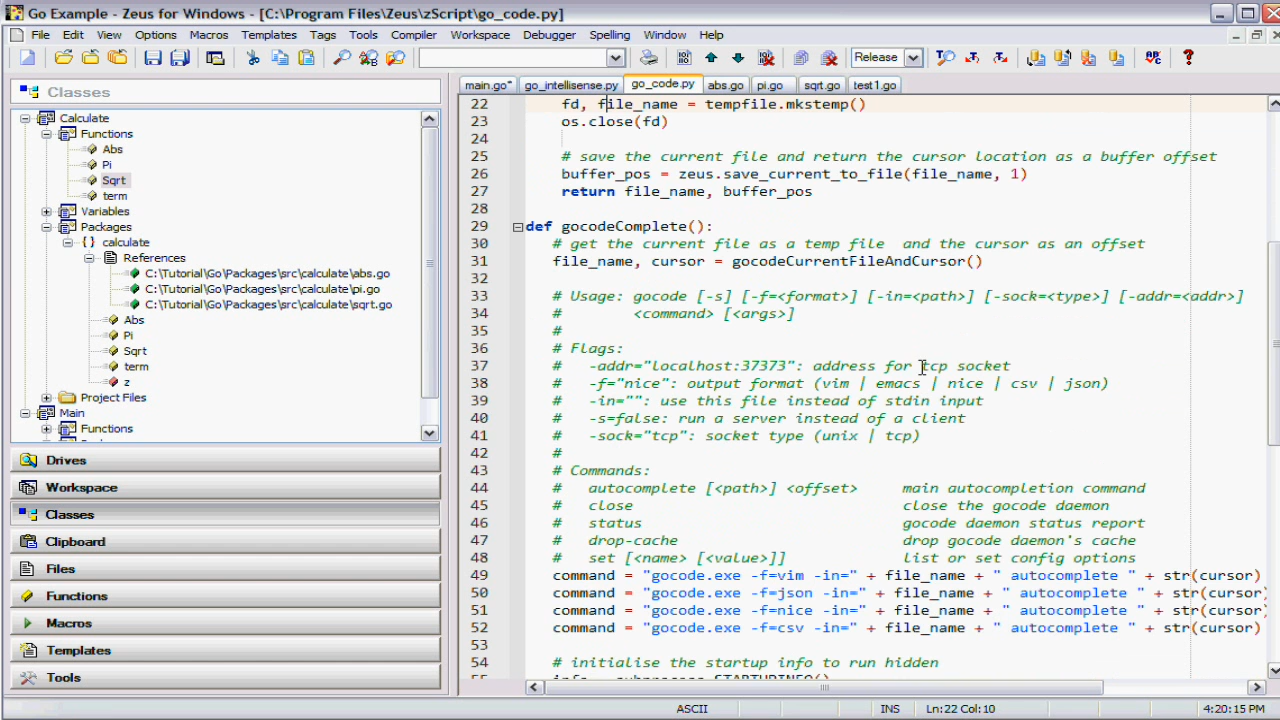 Go Example - Zeus for Windows - [C:\Program Files\Zeus\zScript\go_code.py]
File Edit View Options Macros Templates Tags Tools Compiler Workspace Debugger Spelling Window Help
Release
Classes
main.go* go_intellisense.py go_code.py abs.go pi.go sqrt.go test1.go
Calculate
Functions
Abs
Pi
Sqrt
term
Variables
Packages
{ } calculate
References
C:\Tutorial\Go\Packages\src\calculate\abs.go
C:\Tutorial\Go\Packages\src\calculate\pi.go
C:\Tutorial\Go\Packages\src\calculate\sqrt.go
Abs
Pi
Sqrt
term
z
Project Files
Main
Functions
Drives
Workspace
Classes
Clipboard
Files
Functions
Macros
Templates
Tools
22 fd, file_name = tempfile.mkstemp()
23 os.close(fd)
24
25 # save the current file and return the cursor location as a buffer offset
26 buffer_pos = zeus.save_current_to_file(file_name, 1)
27 return file_name, buffer_pos
28
29 def gocodeComplete():
30 # get the current file as a temp file  and the cursor as an offset
31 file_name, cursor = gocodeCurrentFileAndCursor()
32
33 # Usage: gocode [-s] [-f=<format>] [-in=<path>] [-sock=<type>] [-addr=<addr>]
34 #        <command> [<args>]
35 #
36 # Flags:
37 #   -addr="localhost:37373": address for tcp socket
38 #   -f="nice": output format (vim | emacs | nice | csv | json)
39 #   -in="": use this file instead of stdin input
40 #   -s=false: run a server instead of a client
41 #   -sock="tcp": socket type (unix | tcp)
42 #
43 # Commands:
44 #   autocomplete [<path>] <offset>     main autocompletion command
45 #   close                              close the gocode daemon
46 #   status                             gocode daemon status report
47 #   drop-cache                         drop gocode daemon's cache
48 #   set [<name> [<value>]]             list or set config options
49 command = "gocode.exe -f=vim -in=" + file_name + " autocomplete " + str(cursor)
50 command = "gocode.exe -f=json -in=" + file_name + " autocomplete " + str(cursor)
51 command = "gocode.exe -f=nice -in=" + file_name + " autocomplete " + str(cursor)
52 command = "gocode.exe -f=csv -in=" + file_name + " autocomplete " + str(cursor)
53
54 # initialise the startup info to run hidden
ASCII INS Ln:22 Col:10 4:20:15 PM